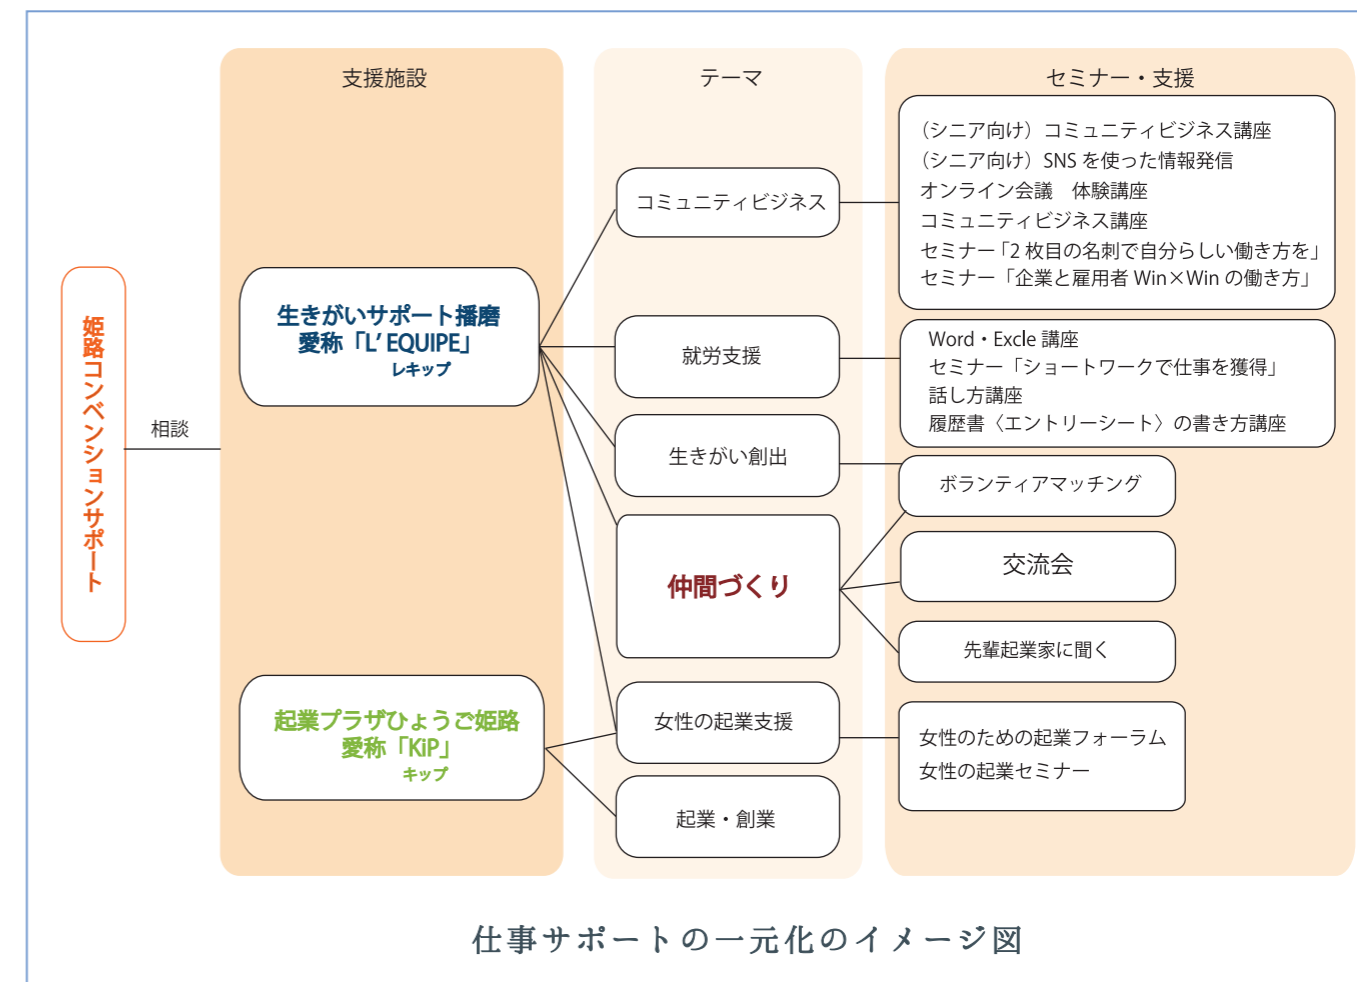 支援施設
テーマ
セミナー・支援
姫路コンベンションサポート
相談
生きがいサポート播磨
愛称「L’ EQUIPE」
レキップ
起業プラザひょうご姫路
愛称「KiP」
キップ
コミュニティビジネス
就労支援
生きがい創出
仲間づくり
女性の起業支援
起業・創業
（シニア向け）コミュニティビジネス講座
（シニア向け）SNS を使った情報発信
オンライン会議　体験講座
コミュニティビジネス講座
セミナー「2 枚目の名刺で自分らしい働き方を」
セミナー「企業と雇用者 Win×Win の働き方」
Word・Excle 講座
セミナー「ショートワークで仕事を獲得」
話し方講座
履歴書〈エントリーシート〉の書き方講座
ボランティアマッチング
交流会
先輩起業家に聞く
女性のための起業フォーラム
女性の起業セミナー
仕事サポートの一元化のイメージ図